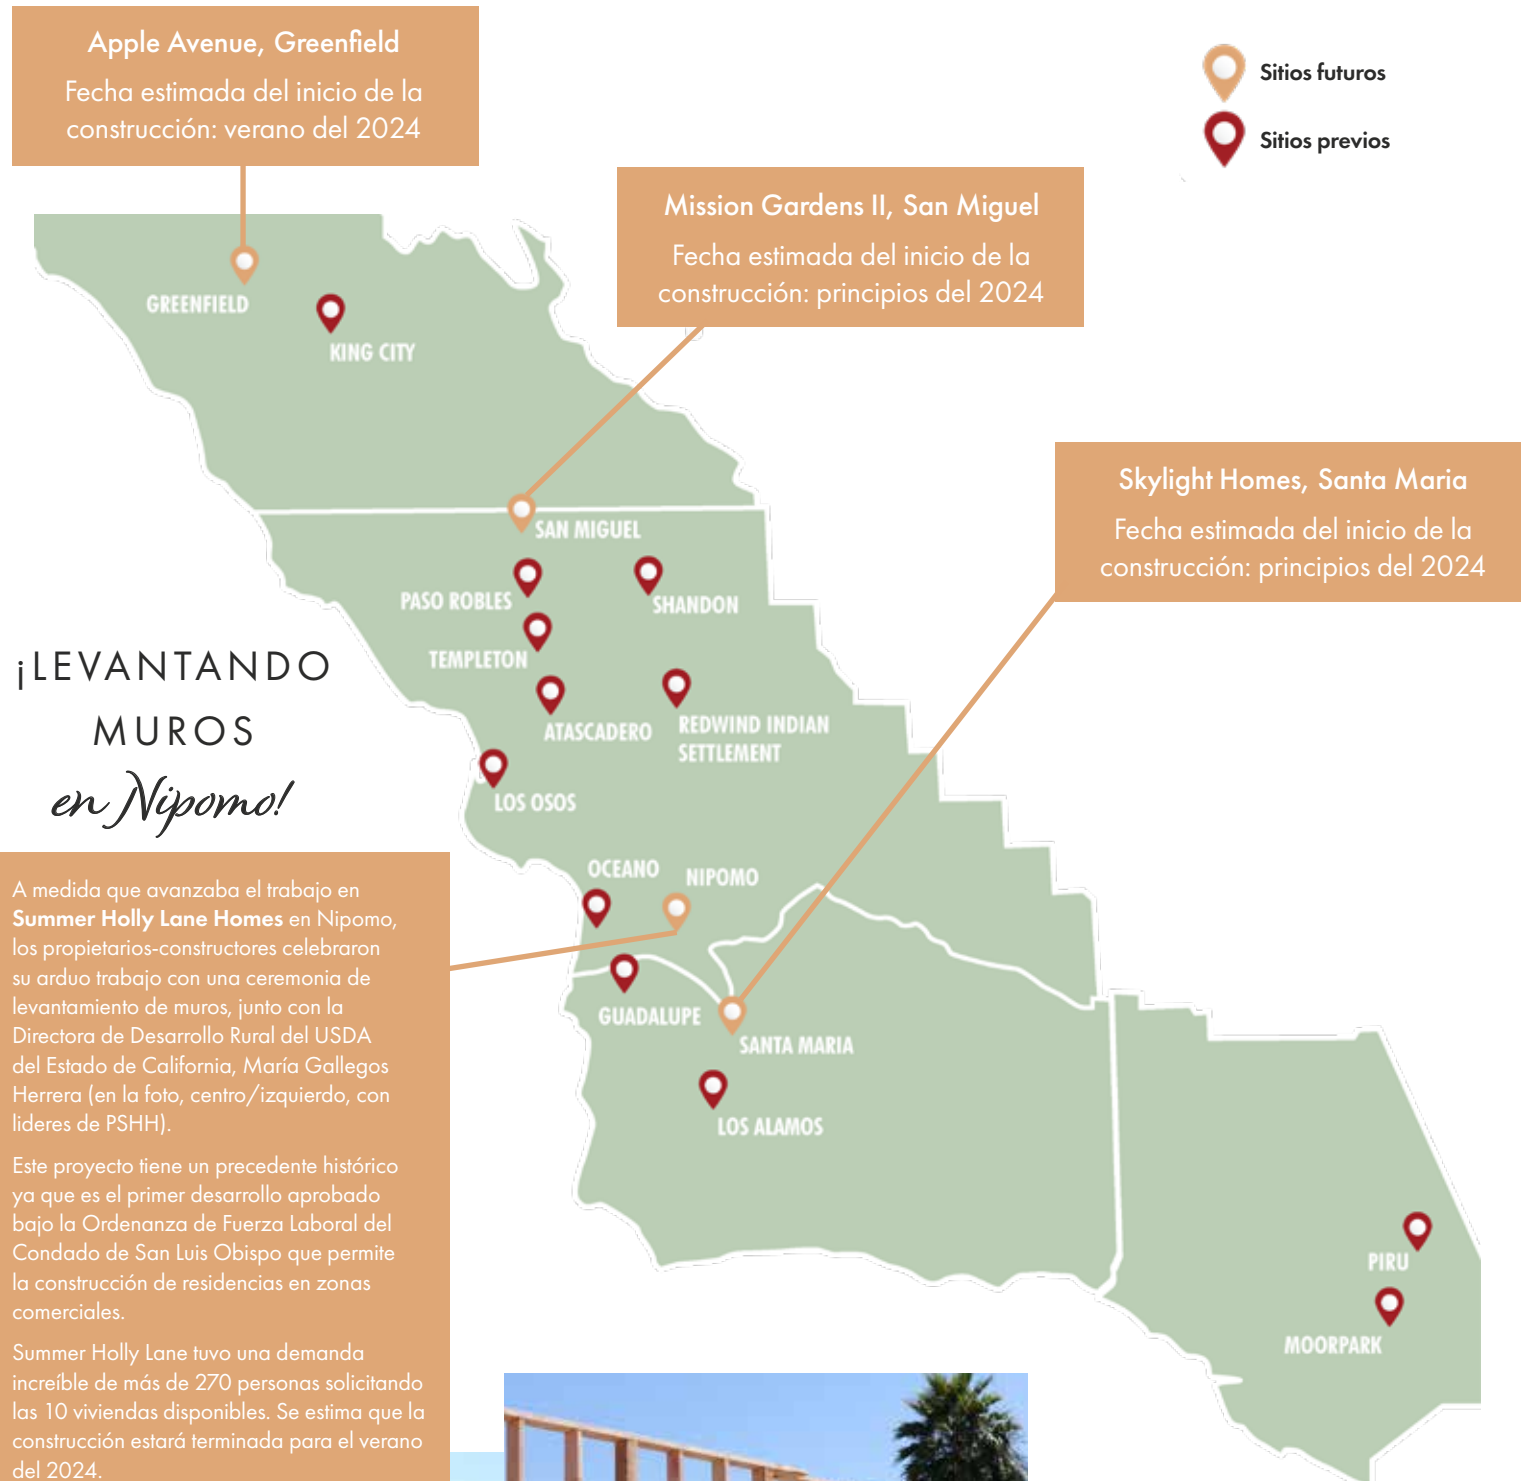 Apple Avenue, Greenfield
Fecha estimada del inicio de la
construcción: verano del 2024
Sitios futuros
Sitios previos
Mission Gardens II, San Miguel
Fecha estimada del inicio de la
construcción: principios del 2024
Skylight Homes, Santa Maria
Fecha estimada del inicio de la
construcción: principios del 2024
GREENFIELD
KING CITY
SAN MIGUEL
PASO ROBLES
SHANDON
TEMPLETON
ATASCADERO
REDWIND INDIAN
SETTLEMENT
LOS OSOS
OCEANO
NIPOMO
GUADALUPE
SANTA MARIA
LOS ALAMOS
PIRU
MOORPARK
¡LEVANTANDO
MUROS
en Nipomo!
A medida que avanzaba el trabajo en
Summer Holly Lane Homes en Nipomo,
los propietarios-constructores celebraron
su arduo trabajo con una ceremonia de
levantamiento de muros, junto con la
Directora de Desarrollo Rural del USDA
del Estado de California, María Gallegos
Herrera (en la foto, centro/izquierdo, con
lideres de PSHH).
Este proyecto tiene un precedente histórico
ya que es el primer desarrollo aprobado
bajo la Ordenanza de Fuerza Laboral del
Condado de San Luis Obispo que permite
la construcción de residencias en zonas
comerciales.
Summer Holly Lane tuvo una demanda
increíble de más de 270 personas solicitando
las 10 viviendas disponibles. Se estima que la
construcción estará terminada para el verano
del 2024.